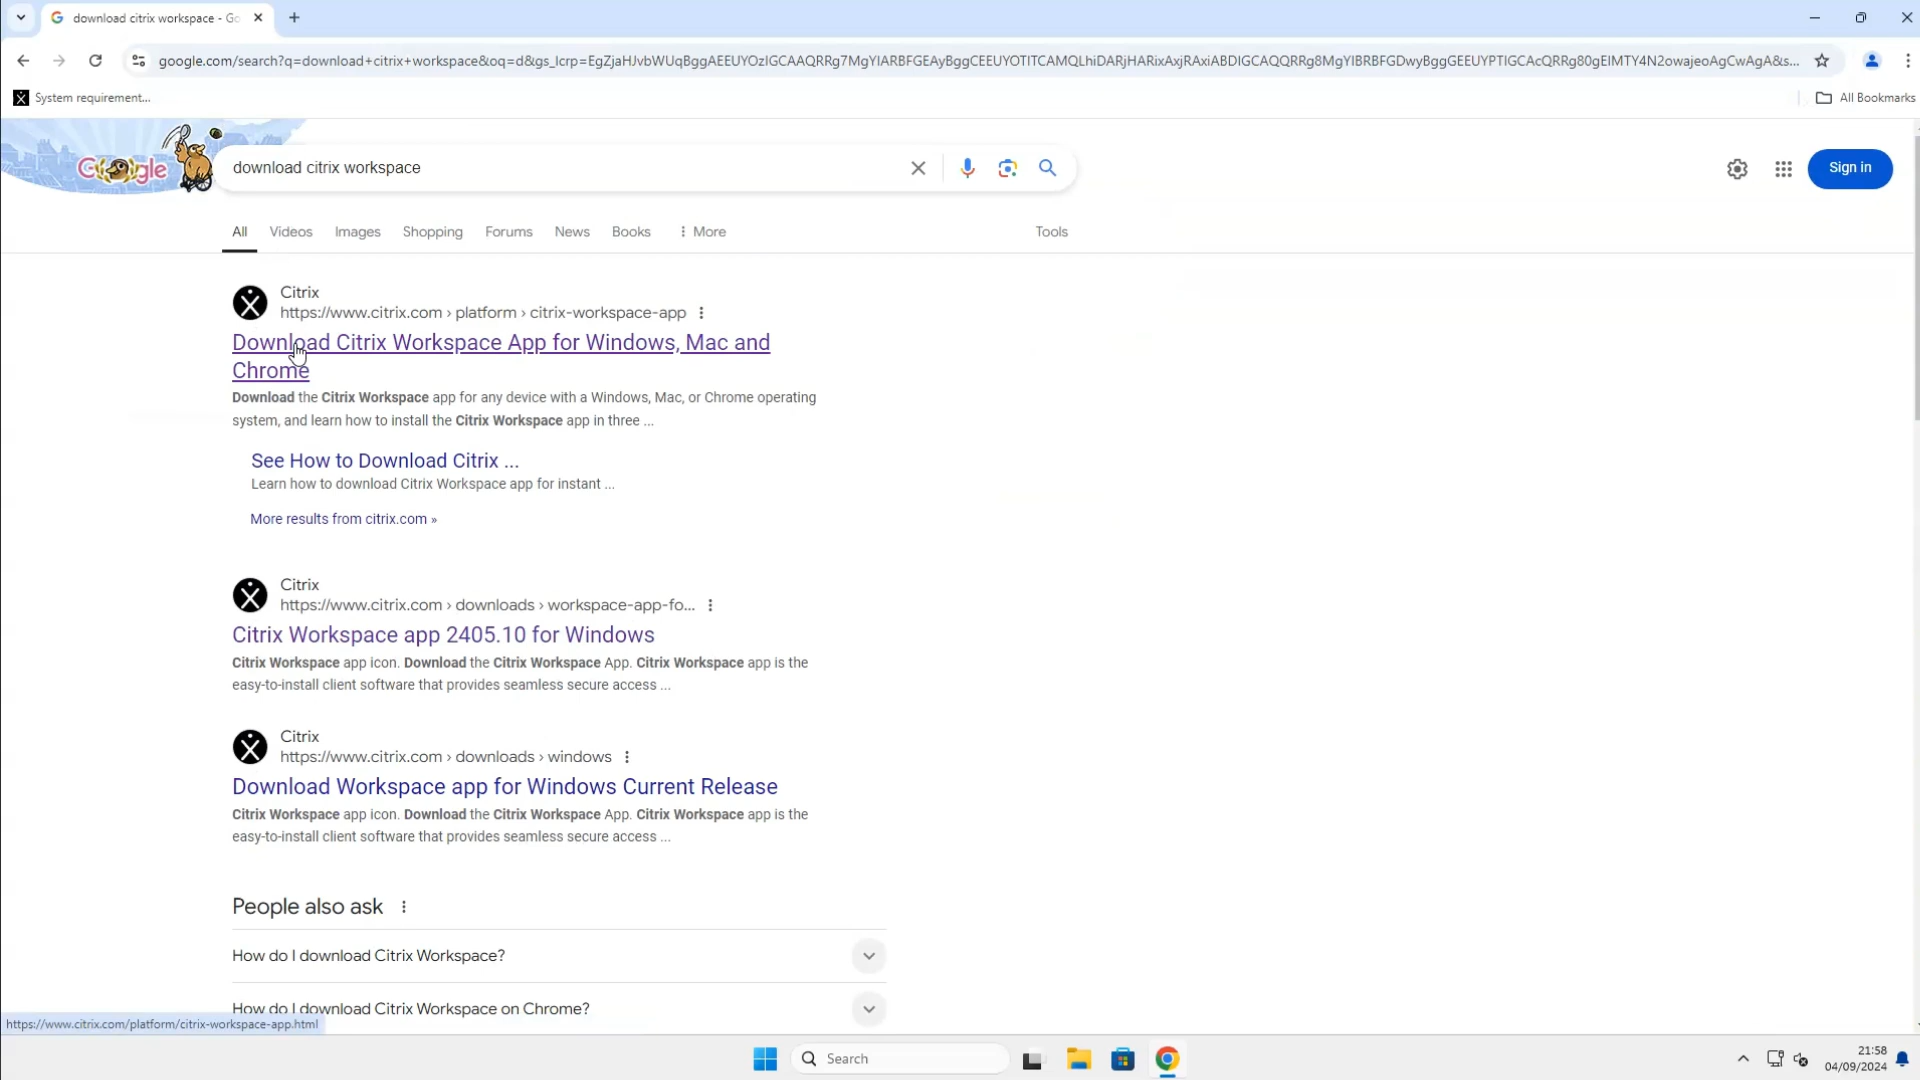 download citrix workspace - Go
google.com/search?q=download+citrix+workspace&oq=d&gs_lcrp=EgZjaHJvbWUqBggAEEUYOzIGCAAQRRg7MgYIARBFGEAyBggCEEUYOTITCAMQLhiDARjHARixAxjRAxiABDIGCAQQRRg8MgYIBRBFGDwyBggGEEUYPTIGCAcQRRg80gEIMTY4N2owajeoAgCwAgA&s...
System requirement...
All Bookmarks
Google
download citrix workspace
Sign in
All Videos Images Shopping Forums News Books More Tools
Citrix
https://www.citrix.com › platform › citrix-workspace-app
Download Citrix Workspace App for Windows, Mac and
Chrome
Download the Citrix Workspace app for any device with a Windows, Mac, or Chrome operating
system, and learn how to install the Citrix Workspace app in three ...
See How to Download Citrix ...
Learn how to download Citrix Workspace app for instant ...
More results from citrix.com »
Citrix
https://www.citrix.com › downloads › workspace-app-fo...
Citrix Workspace app 2405.10 for Windows
Citrix Workspace app icon. Download the Citrix Workspace App. Citrix Workspace app is the
easy-to-install client software that provides seamless secure access ...
Citrix
https://www.citrix.com › downloads › windows
Download Workspace app for Windows Current Release
Citrix Workspace app icon. Download the Citrix Workspace App. Citrix Workspace app is the
easy-to-install client software that provides seamless secure access ...
People also ask
How do I download Citrix Workspace?
How do I download Citrix Workspace on Chrome?
https://www.citrix.com/platform/citrix-workspace-app.html
Search
21:58
04/09/2024